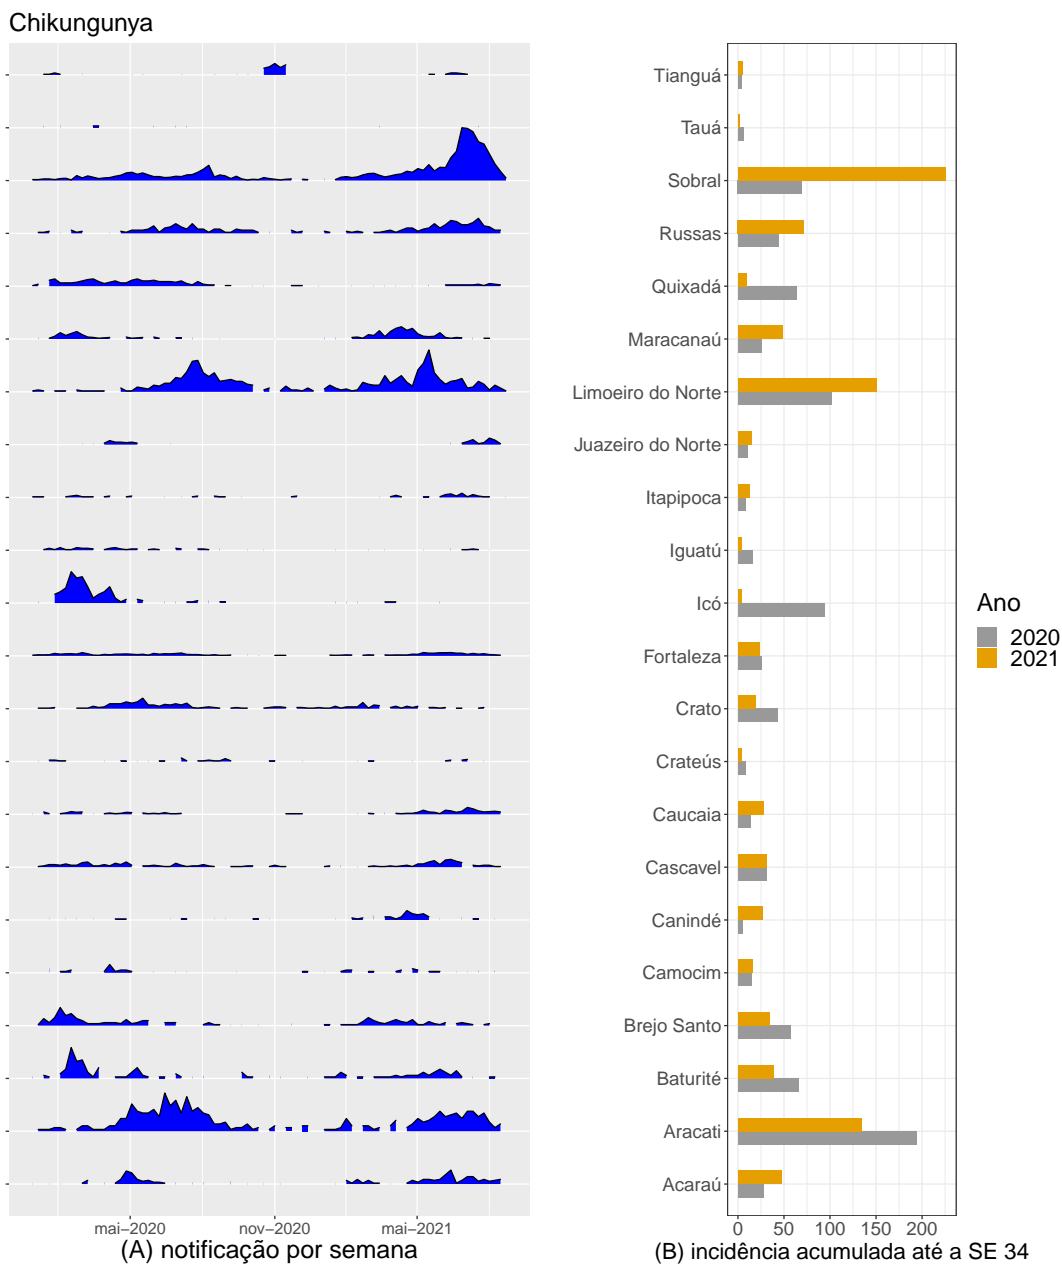 Chikungunya
Tianguá
Tauá
Sobral
Russas
Quixadá
Maracanaú
Limoeiro do Norte
Juazeiro do Norte
Itapipoca
Iguatú
Icó
Fortaleza
Crato
Crateús
Caucaia
Cascavel
Canindé
Camocim
Brejo Santo
Baturité
Aracati
Acaraú
Ano
2020
2021
mai−2020 nov−2020 mai−2021
0 50 100 150 200
(A) notificação por semana
(B) incidência acumulada até a SE 34